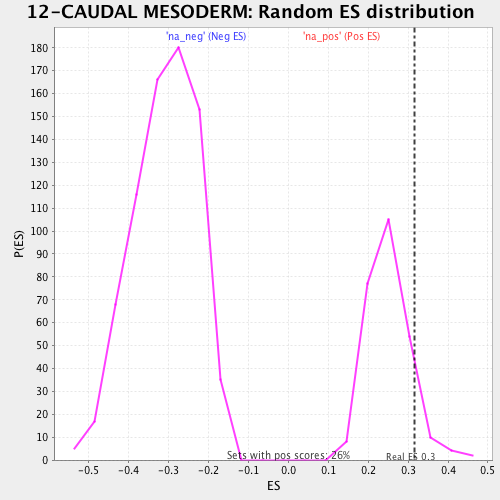 12-CAUDAL MESODERM: Random ES distribution
'na_neg' (Neg ES) 'na_pos' (Pos ES)
180
170
160
150
140
130
120
110
100
90
80
70
60
50
40
30
20
10
0
P(ES)
Sets with pos scores: 26%
Real ES 0.3
-0.5 -0.4 -0.3 -0.2 -0.1 0.0 0.1 0.2 0.3 0.4 0.5
ES